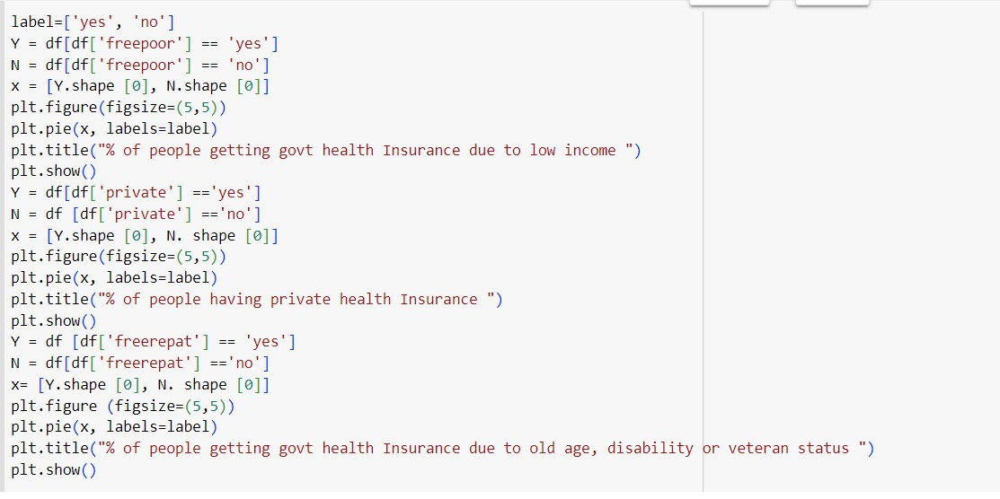 label=['yes', 'no']
Y = df[df['freepoor'] == 'yes']
N = df[df['freepoor'] == 'no']
x = [Y.shape [0], N.shape [0]]
plt.figure(figsize=(5,5))
plt.pie(x, labels=label)
plt.title("% of people getting govt health Insurance due to low income ")
plt.show()
Y = df[df['private'] =='yes']
N = df [df['private'] =='no']
x = [Y.shape [0], N. shape [0]]
plt.figure(figsize=(5,5))
plt.pie(x, labels=label)
plt.title("% of people having private health Insurance ")
plt.show()
Y = df [df['freerepat'] == 'yes']
N = df[df['freerepat'] =='no']
x= [Y.shape [0], N. shape [0]]
plt.figure (figsize=(5,5))
plt.pie(x, labels=label)
plt.title("% of people getting govt health Insurance due to old age, disability or veteran status ")
plt.show()